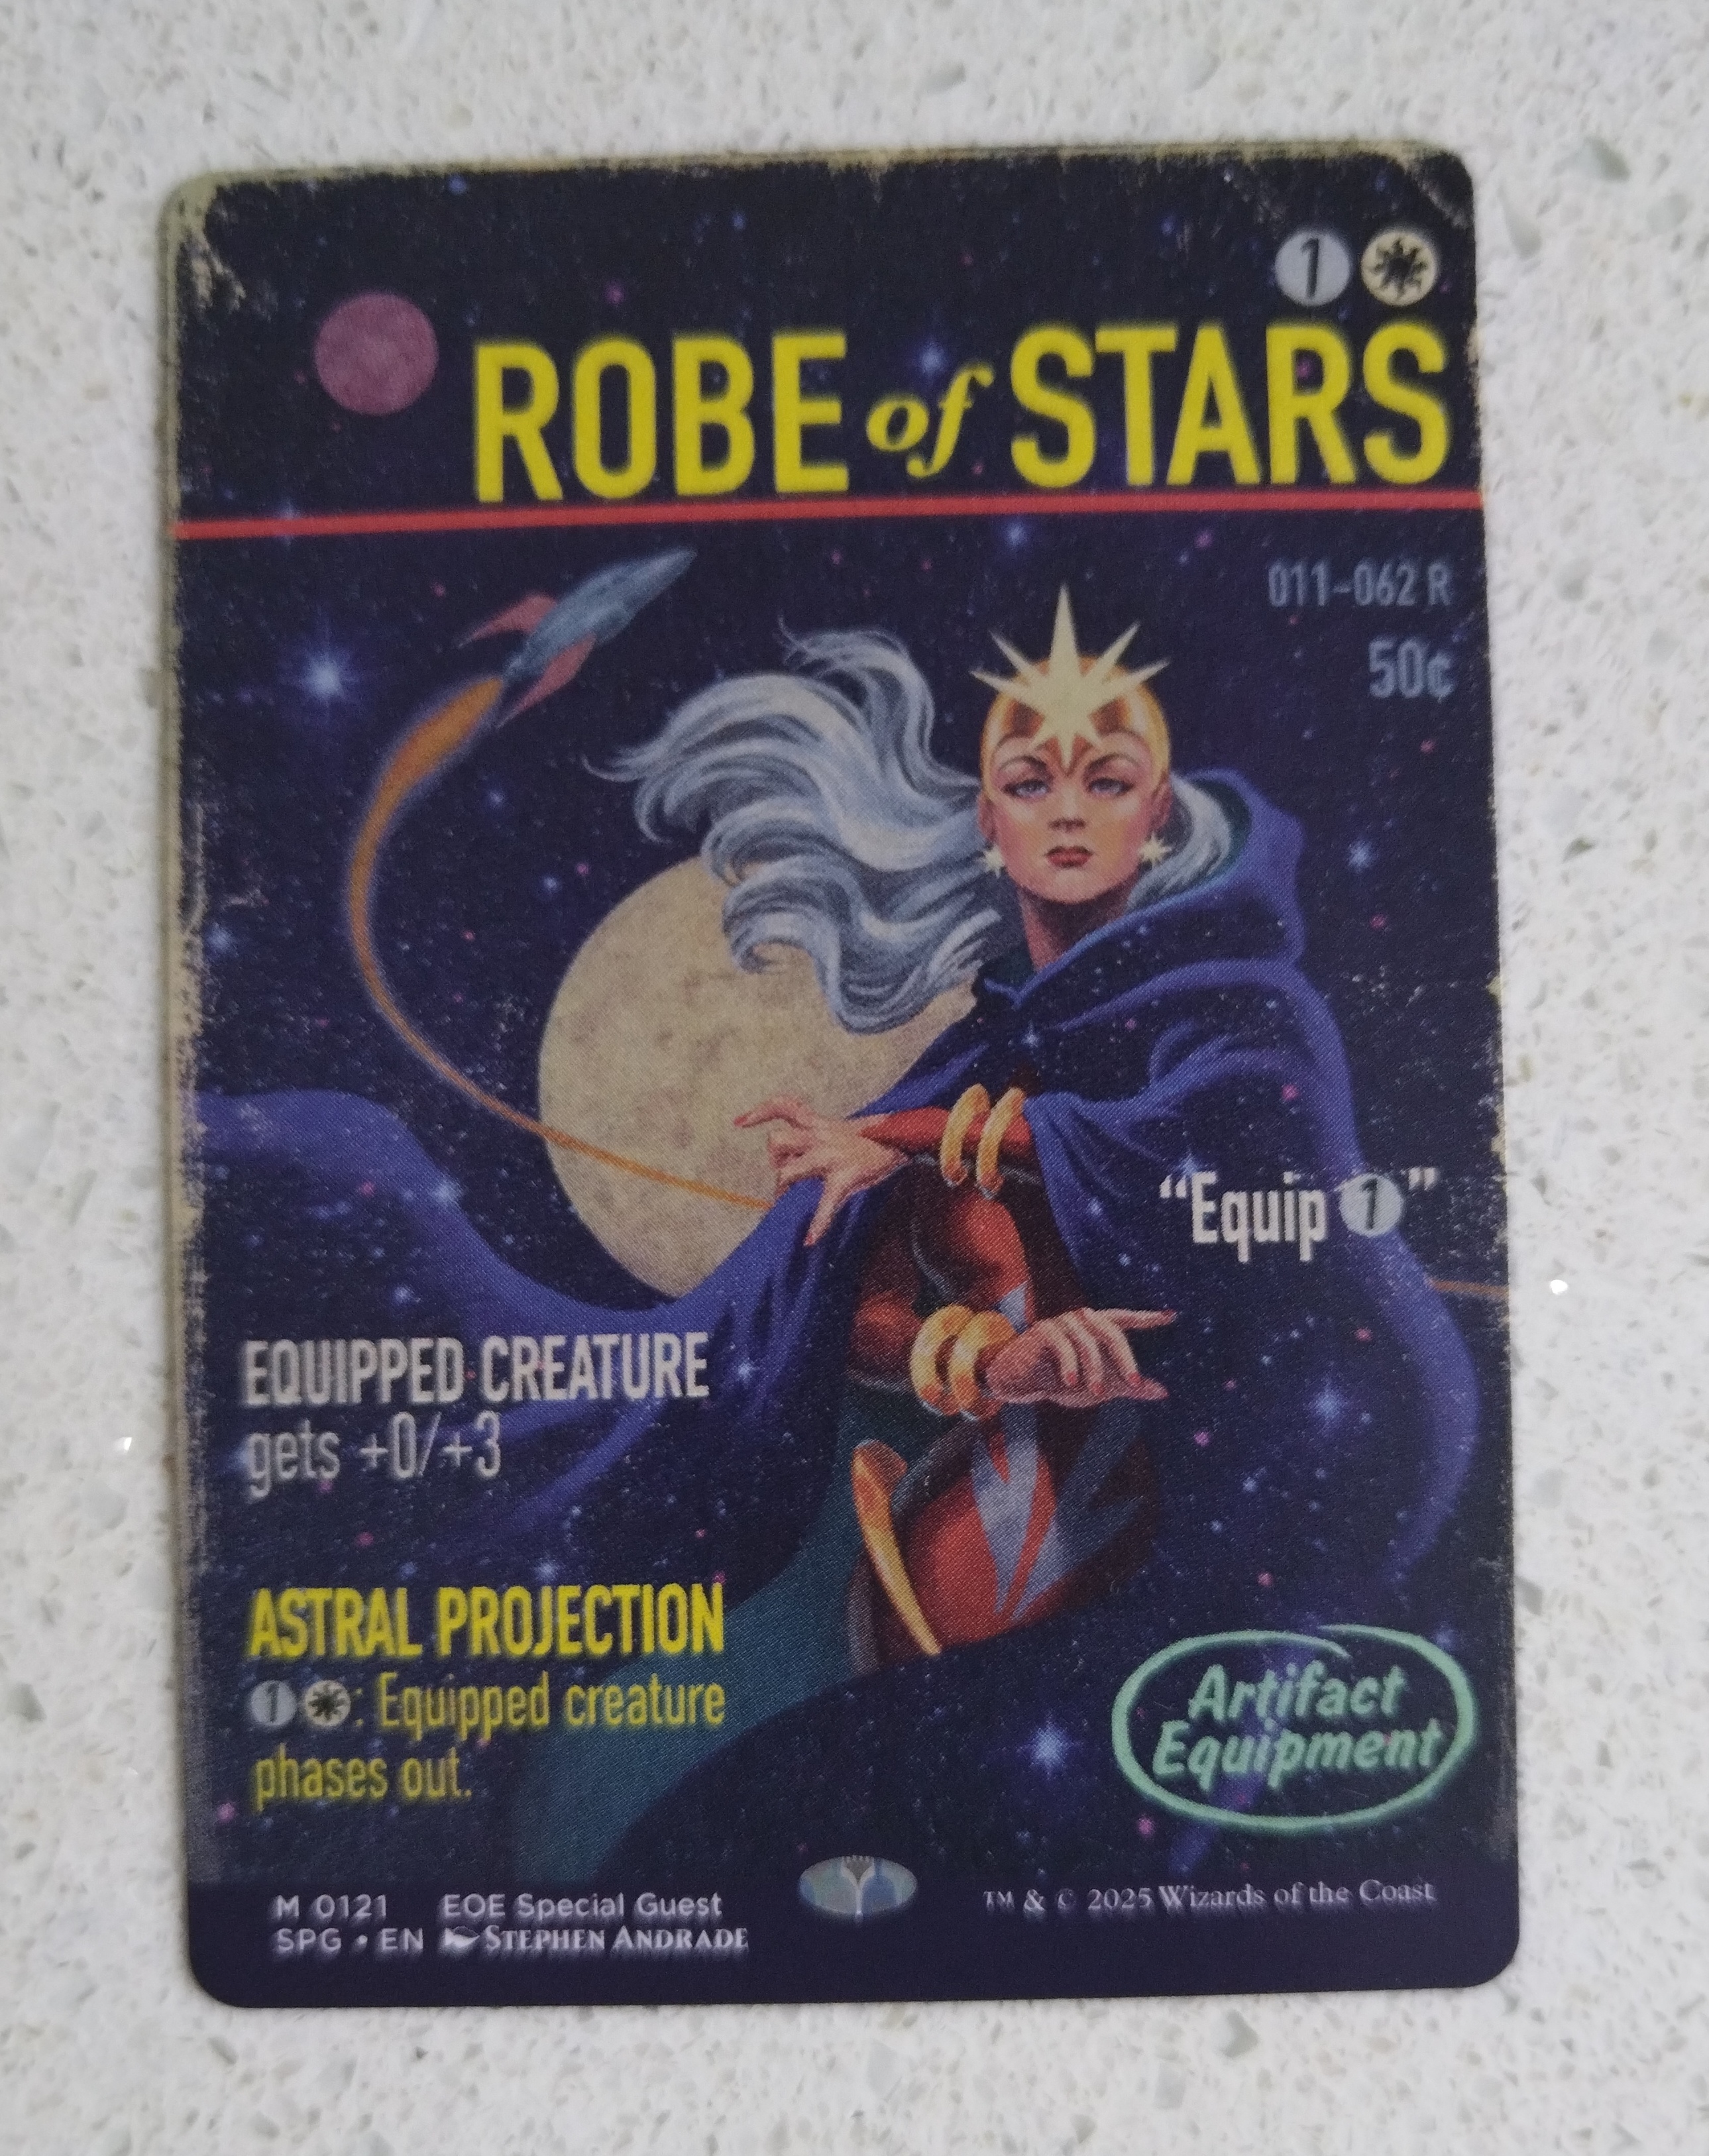 1
ROBE of STARS
011-062 R
50¢
"Equip 1"
EQUIPPED CREATURE
gets +0/+3
ASTRAL PROJECTION
1 : Equipped creature
phases out.
Artifact
Equipment
M 0121 EOE Special Guest
SPG • EN STEPHEN ANDRADE
™ & © 2025 Wizards of the Coast